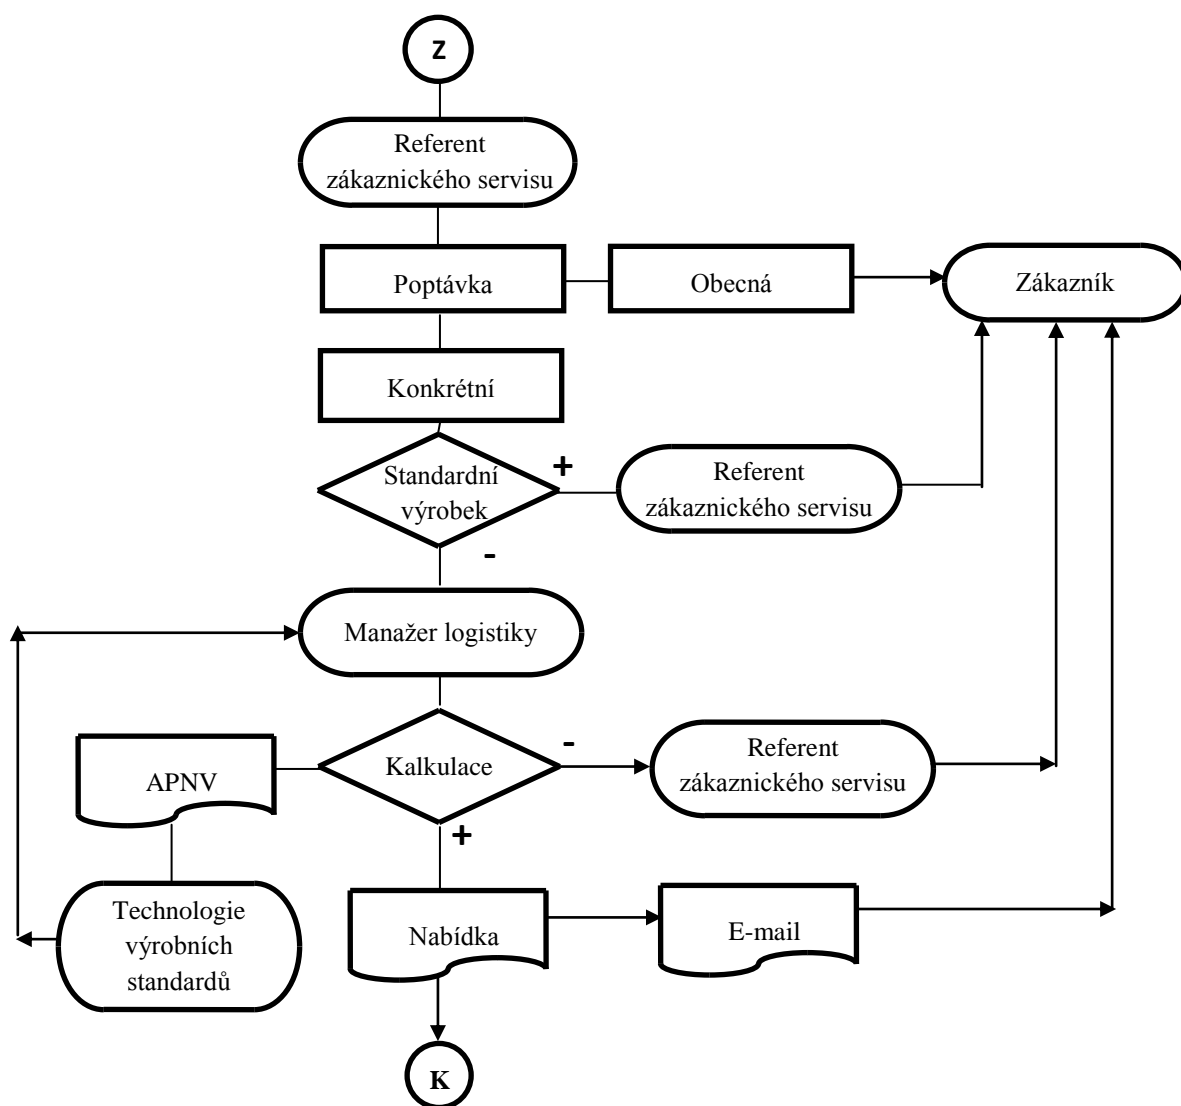 Z
Referent
zákaznického servisu
Poptávka
Obecná
Zákazník
Konkrétní
Standardní
výrobek
+
Referent
zákaznického servisu
-
Manažer logistiky
APNV
Kalkulace
-
Referent
zákaznického servisu
+
Technologie
výrobních
standardů
Nabídka
E-mail
K